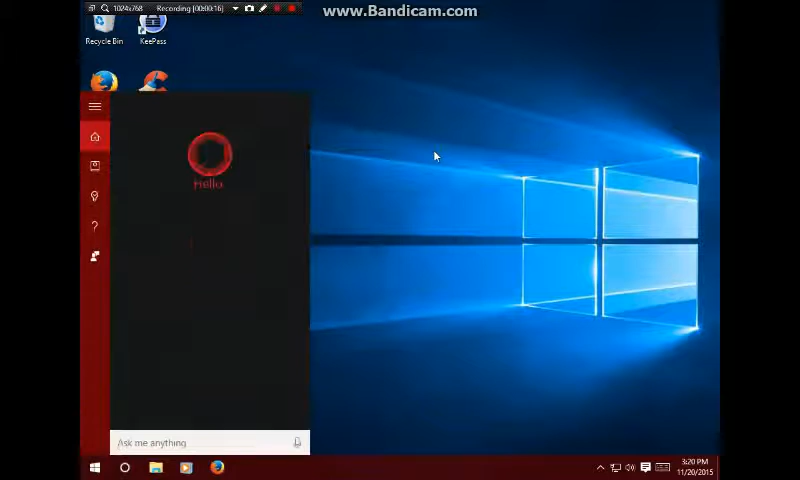 www.Bandicam.com
1024x768 Recording [00:00:16]
Recycle Bin
KeePass
Hello
Ask me anything
3:20 PM
11/20/2015